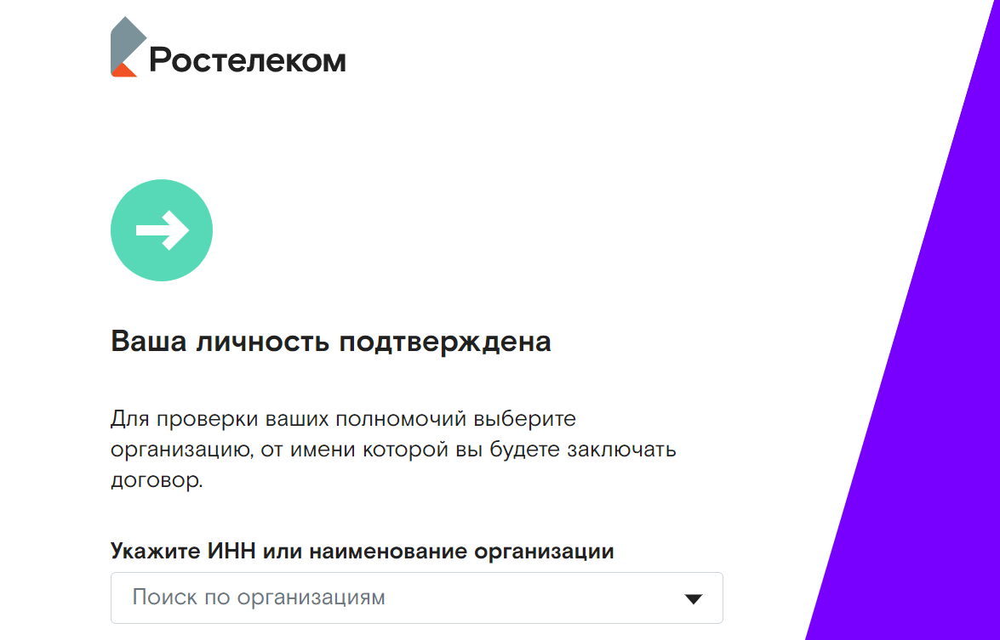 Ростелеком
Ваша личность подтверждена
Для проверки ваших полномочий выберите
организацию, от имени которой вы будете заключать
договор.
Укажите ИНН или наименование организации
Поиск по организациям